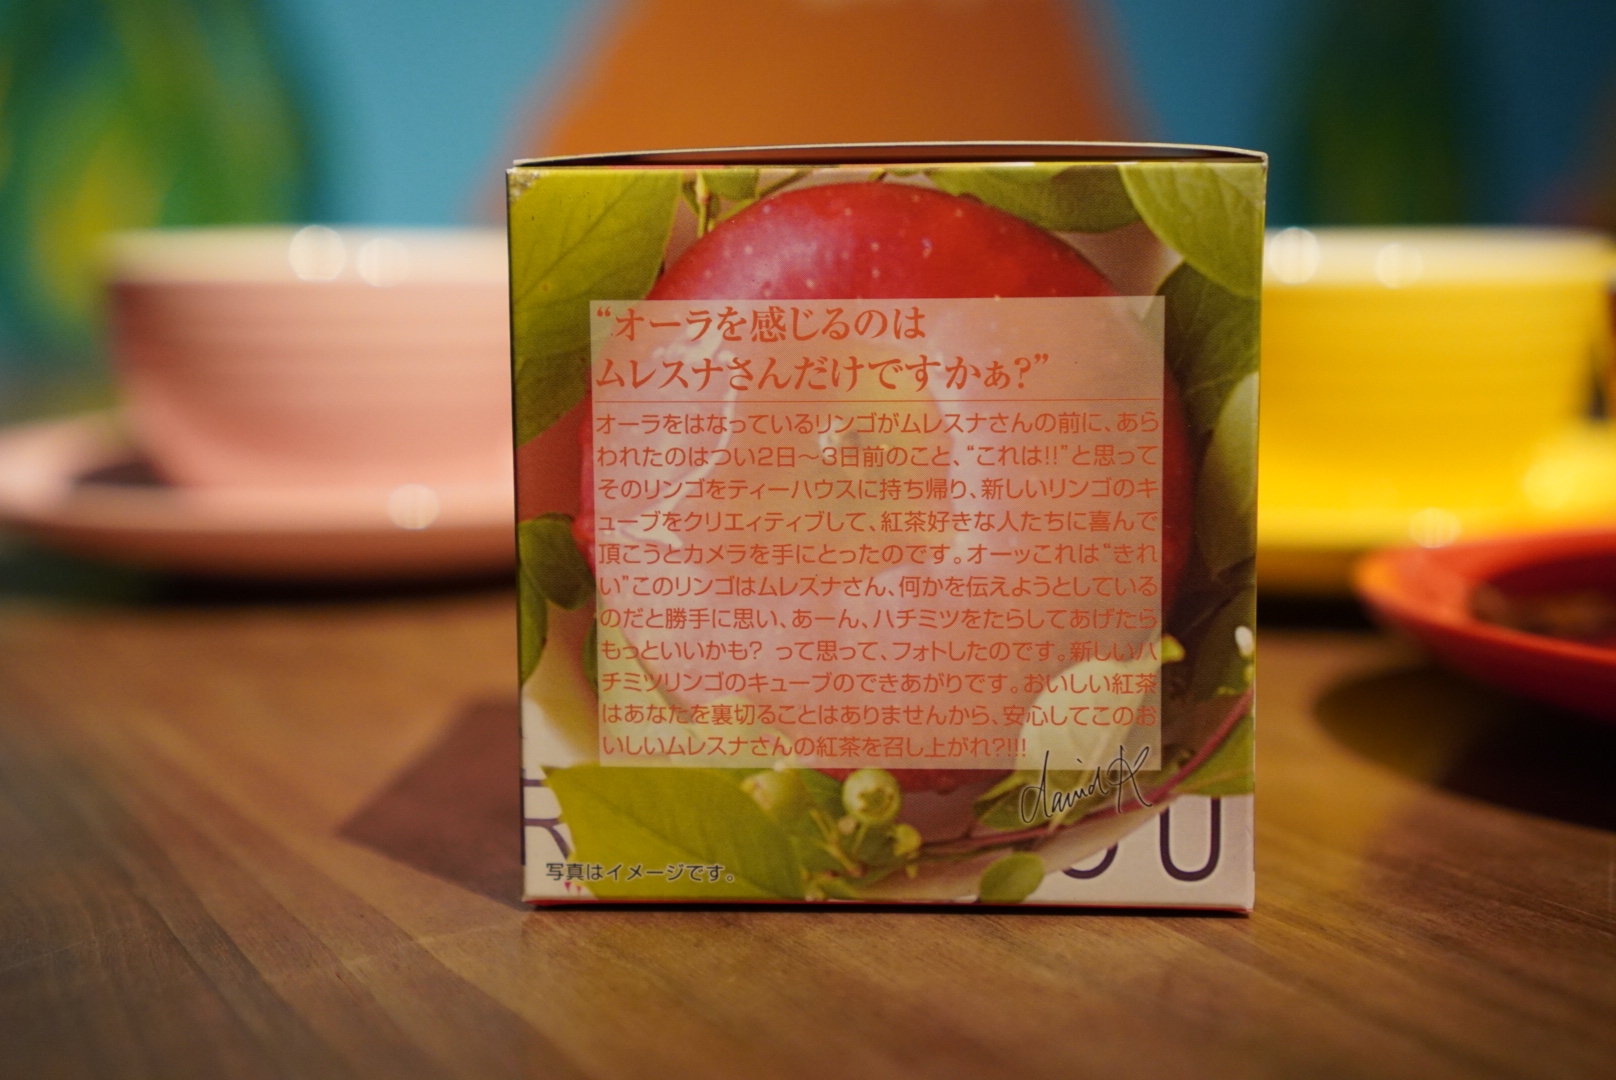 “オーラを感じるのは
ムレスナさんだけですかぁ?”
オーラをはなっているリンゴがムレスナさんの前に、あら
われたのはつい2日〜3日前のこと、“これは!!”と思って
そのリンゴをティーハウスに持ち帰り、新しいリンゴのキ
ューブをクリエィティブして、紅茶好きな人たちに喜んで
頂こうとカメラを手にとったのです。オーッこれは“きれ
い”このリンゴはムレスナさん、何かを伝えようとしている
のだと勝手に思い、あーん、ハチミツをたらしてあげたら
もっといいかも? って思って、フォトしたのです。新しいハ
チミツリンゴのキューブのできあがりです。おいしい紅茶
はあなたを裏切ることはありませんから、安心してこのお
いしいムレスナさんの紅茶を召し上がれ?!!!
david K
写真はイメージです。